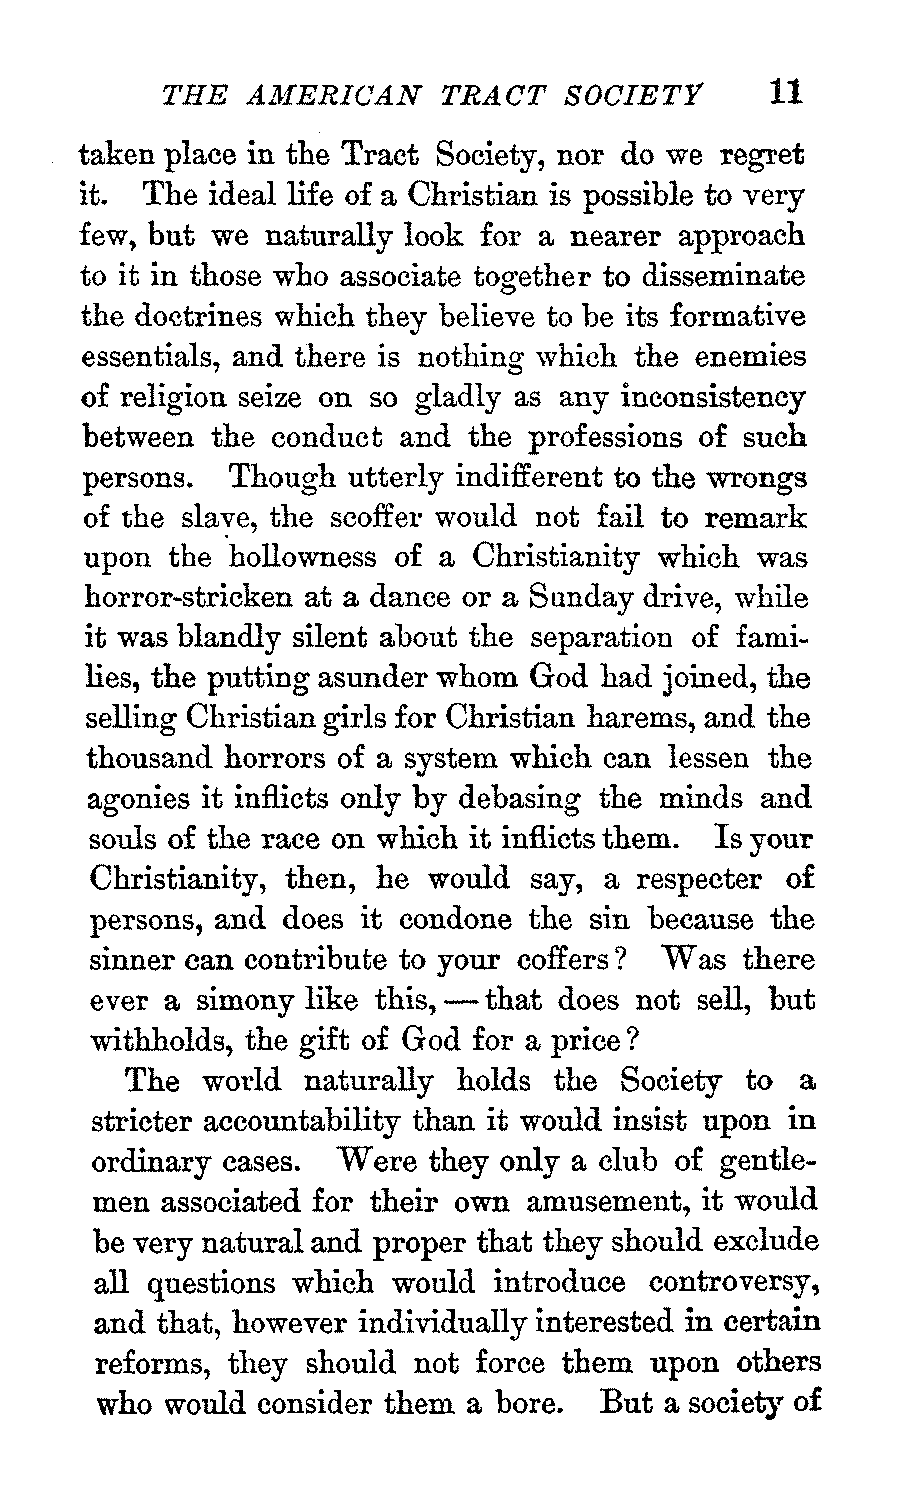 THE AMERICAN TRACT SOCIETY 11
taken place in the Tract Society, nor do we regret
it. The ideal life of a Christian is possible to very
few, but we naturally look for a nearer approach
to it in those who associate together to disseminate
the doctrines which they believe to be its formative
essentials, and there is nothing which the enemies
of religion seize on so gladly as any inconsistency
between the conduct and the professions of such
persons. Though utterly indifferent to the wrongs
of the slave, the scoffer would not fail to remark
upon the hollowness of a Christianity which was
horror-stricken at a dance or a Sunday drive, while
it was blandly silent about the separation of fami-
lies, the putting asunder whom God had joined, the
selling Christian girls for Christian harems, and the
thousand horrors of a system which can lessen the
agonies it inflicts only by debasing the minds and
souls of the race on which it inflicts them. Is your
Christianity, then, he would say, a respecter of
persons, and does it condone the sin because the
sinner can contribute to your coffers? Was there
ever a simony like this, — that does not sell, but
withholds, the gift of God for a price?
The world naturally holds the Society to a
stricter accountability than it would insist upon in
ordinary cases. Were they only a club of gentle-
men associated for their own amusement, it would
be very natural and proper that they should exclude
all questions which would introduce controversy,
and that, however individually interested in certain
reforms, they should not force them upon others
who would consider them a bore. But a society of